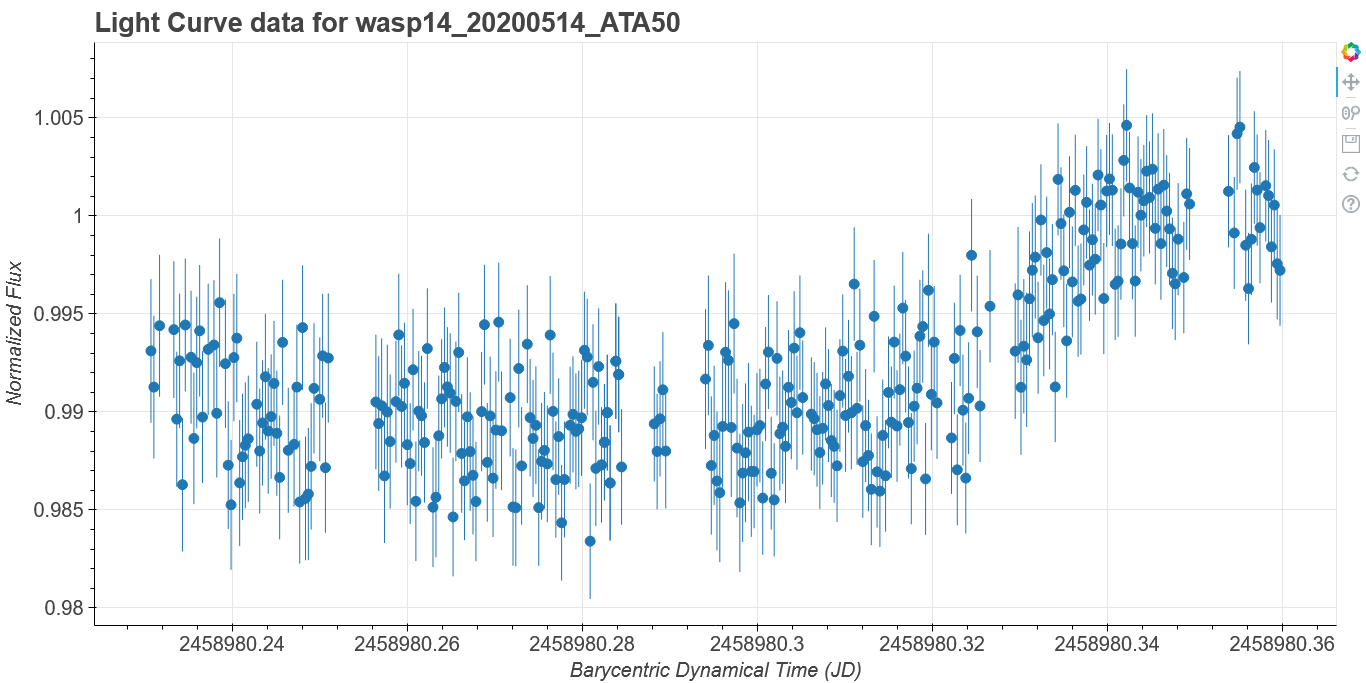 Light Curve data for wasp14_20200514_ATA50
Normalized Flux
1.005
1
0.995
0.99
0.985
0.98
2458980.24 2458980.26 2458980.28 2458980.3 2458980.32 2458980.34 2458980.36
Barycentric Dynamical Time (JD)